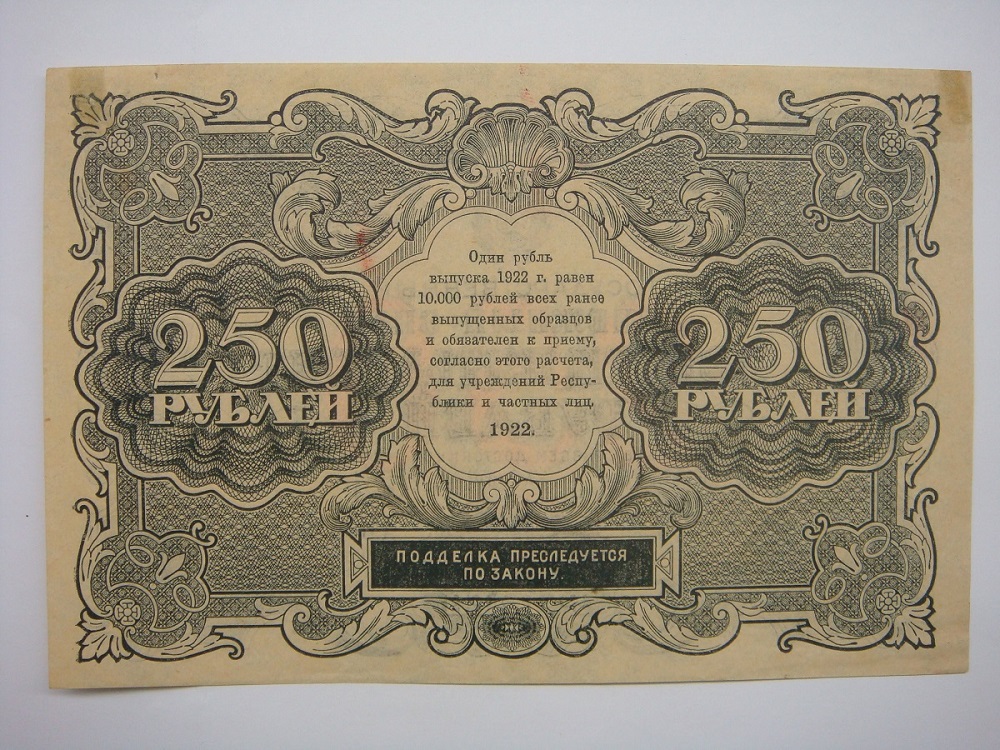 Один рубль
выпуска 1922 г. равен
10.000 рублей всех ранее
выпущенных образцов
и обязателен к приему,
согласно этого расчета,
для учреждений Респу-
блики и частных лиц.
1922.
250
РУБЛЕЙ
250
РУБЛЕЙ
ПОДДЕЛКА ПРЕСЛЕДУЕТСЯ
ПО ЗАКОНУ.